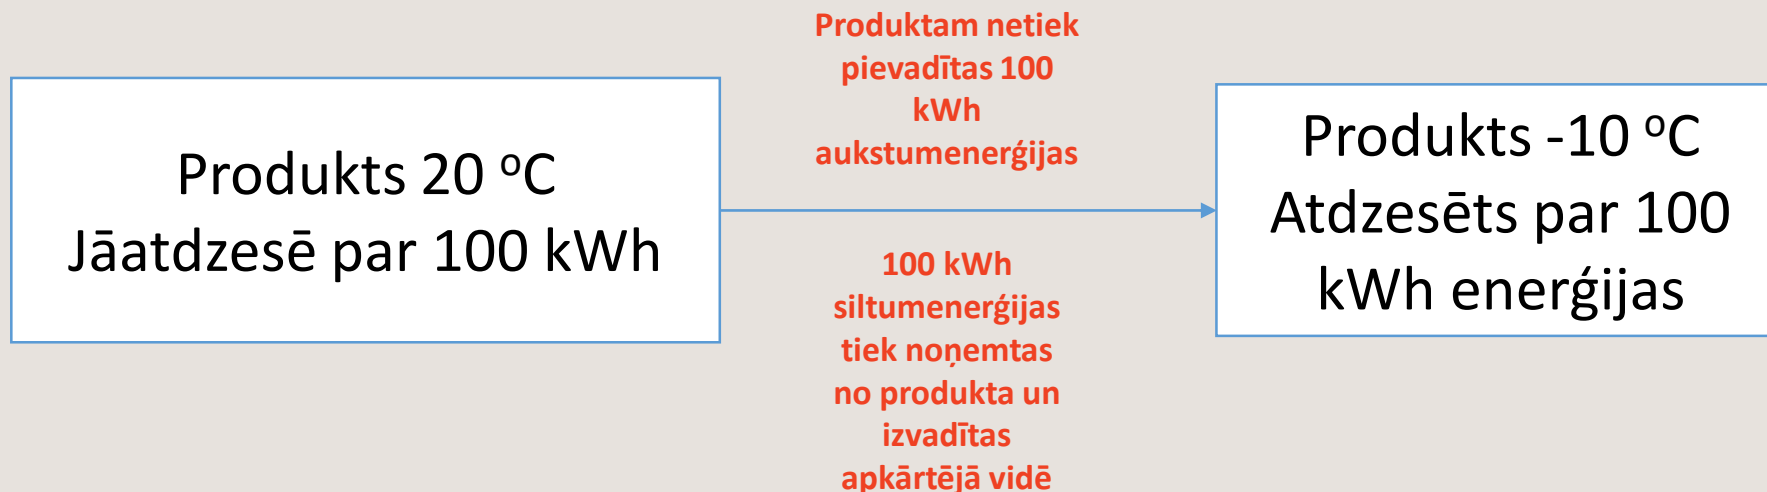 Produkts 20 °C
Jāatdzesē par 100 kWh
Produktam netiek
pievadītas 100
kWh
aukstumenerģijas
100 kWh
siltumenerģijas
tiek noņemtas
no produkta un
izvadītas
apkārtējā vidē
Produkts -10 °C
Atdzesēts par 100
kWh enerģijas